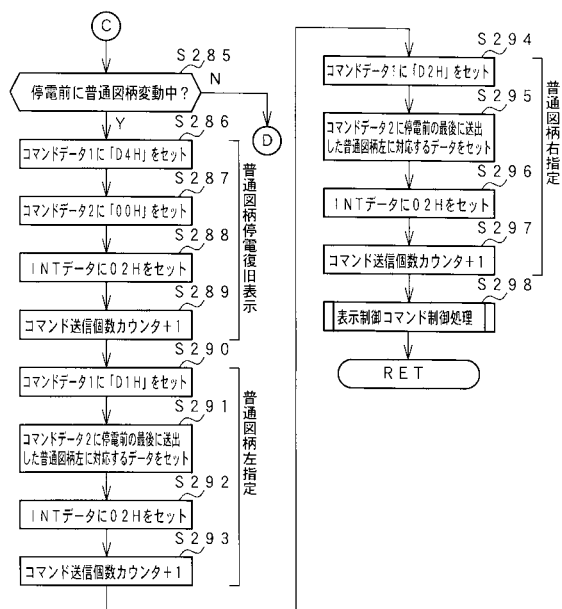 C
S285
停電前に普通図柄変動中?
N
D
Y
S286
コマンドデータ1に「D4H」をセット
S287
コマンドデータ2に「00H」をセット
S288
INTデータに02Hをセット
S289
コマンド送信個数カウンタ+1
普通図柄停電復旧表示
S290
コマンドデータ1に「D1H」をセット
S291
コマンドデータ2に停電前の最後に送出
した普通図柄左に対応するデータをセット
S292
INTデータに02Hをセット
S293
コマンド送信個数カウンタ+1
普通図柄左指定
S294
コマンドデータ1に「D2H」をセット
S295
コマンドデータ2に停電前の最後に送出
した普通図柄左に対応するデータをセット
S296
INTデータに02Hをセット
S297
コマンド送信個数カウンタ+1
普通図柄右指定
S298
表示制御コマンド制御処理
RET